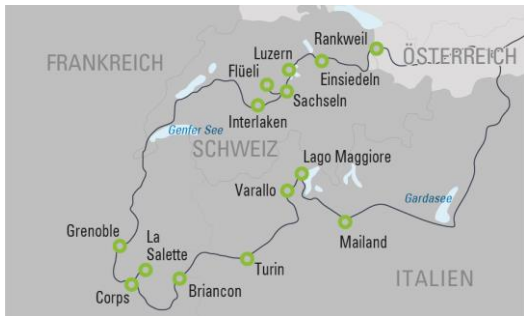 Rankweil
ÖSTERREICH
FRANKREICH
Luzern
Flüeli
Einsiedeln
Sachseln
Interlaken
Genfer See
SCHWEIZ
Lago Maggiore
Varallo
Gardasee
Grenoble
La
Salette
Mailand
Turin
ITALIEN
Corps
Briancon